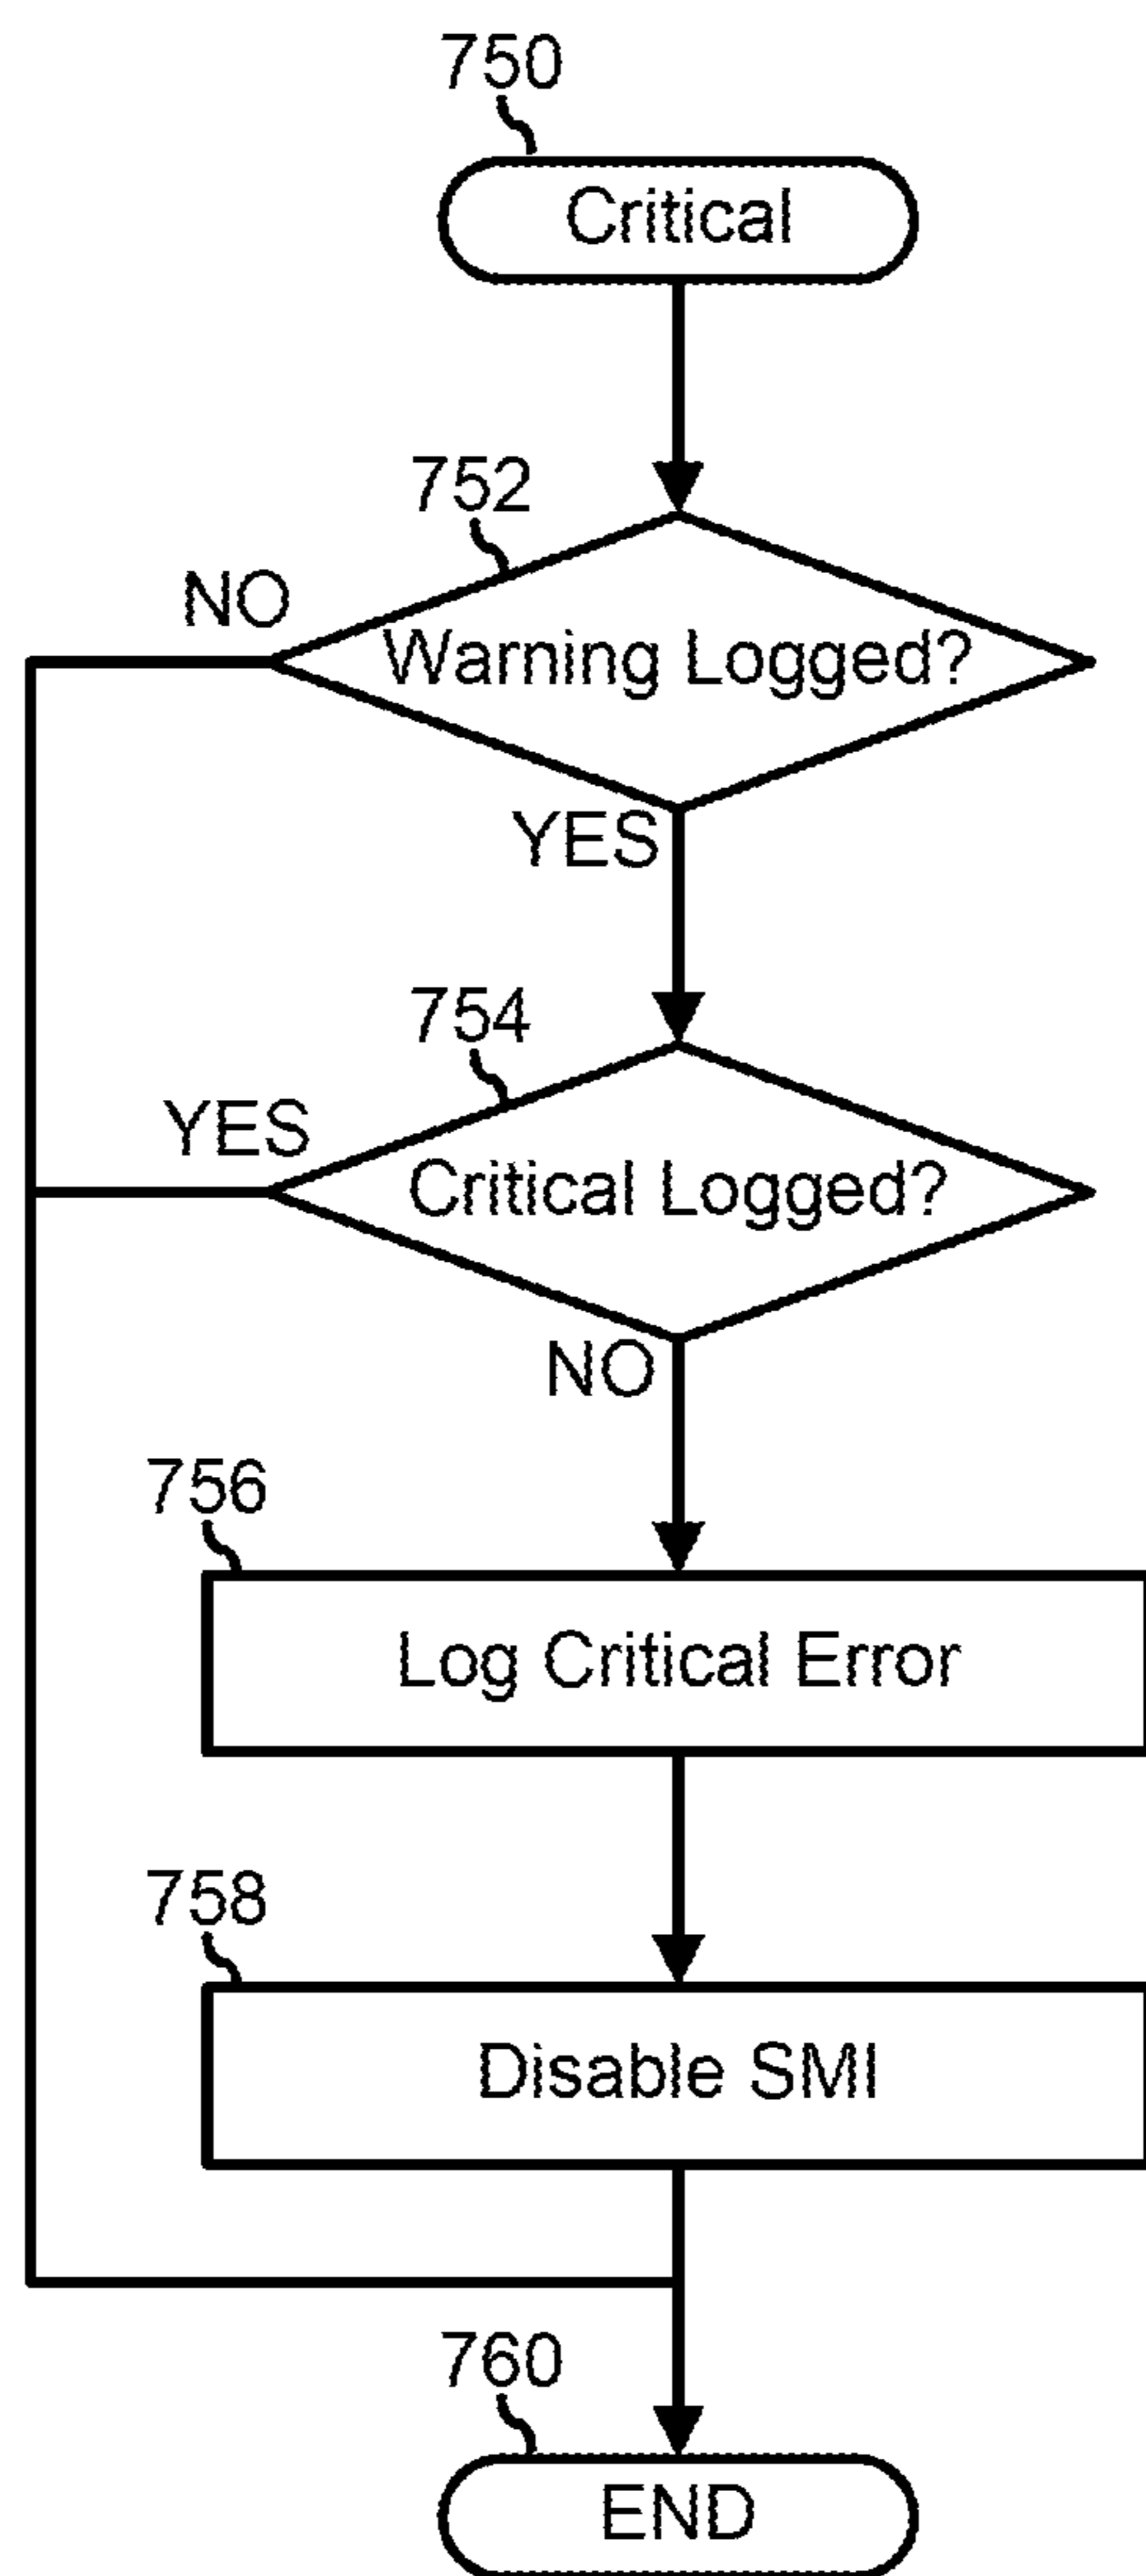 750
Critical
752
NO
Warning Logged?
YES
754
YES
Critical Logged?
NO
756
Log Critical Error
758
Disable SMI
760
END